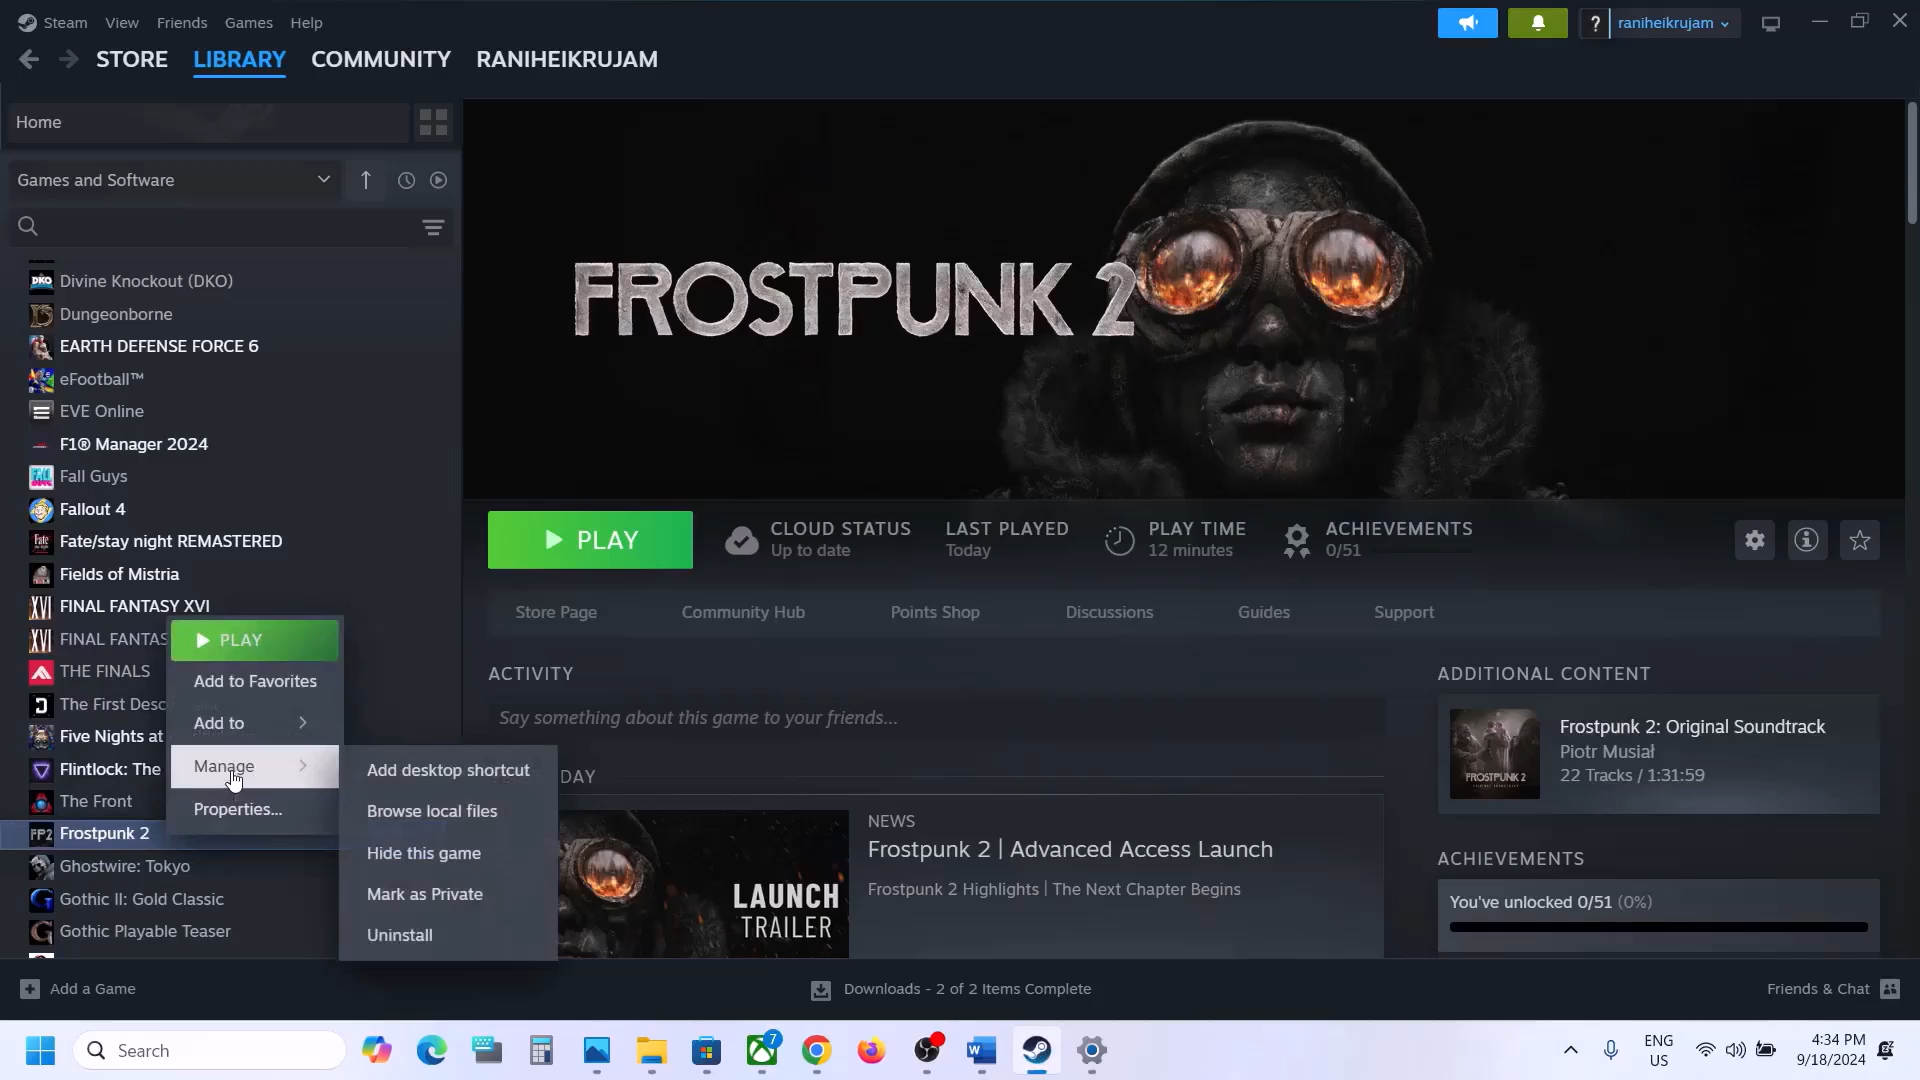 Steam View Friends Games Help
? raniheikrujam
STORE LIBRARY COMMUNITY RANIHEIKRUJAM
Home
Games and Software
DKO Divine Knockout (DKO)
Dungeonborne
EARTH DEFENSE FORCE 6
eFootball™
EVE Online
F1® Manager 2024
Fall Guys
Fallout 4
Fate/stay night REMASTERED
Fields of Mistria
XVI FINAL FANTASY XVI
XVI FINAL FANTAS
THE FINALS
The First Desc
Five Nights at
Flintlock: The
The Front
FP2 Frostpunk 2
Ghostwire: Tokyo
Gothic II: Gold Classic
Gothic Playable Teaser
PLAY
Add to Favorites
Add to
Manage
Properties...
Add desktop shortcut
Browse local files
Hide this game
Mark as Private
Uninstall
FROSTPUNK 2
PLAY
CLOUD STATUS
Up to date
LAST PLAYED
Today
PLAY TIME
12 minutes
ACHIEVEMENTS
0/51
Store Page Community Hub Points Shop Discussions Guides Support
ACTIVITY
Say something about this game to your friends...
DAY
LAUNCH
TRAILER
NEWS
Frostpunk 2 | Advanced Access Launch
Frostpunk 2 Highlights | The Next Chapter Begins
ADDITIONAL CONTENT
FROSTPUNK 2
Frostpunk 2: Original Soundtrack
Piotr Musiał
22 Tracks / 1:31:59
ACHIEVEMENTS
You've unlocked 0/51 (0%)
Add a Game
Downloads - 2 of 2 Items Complete
Friends & Chat
Search
7
ENG
US
4:34 PM
9/18/2024